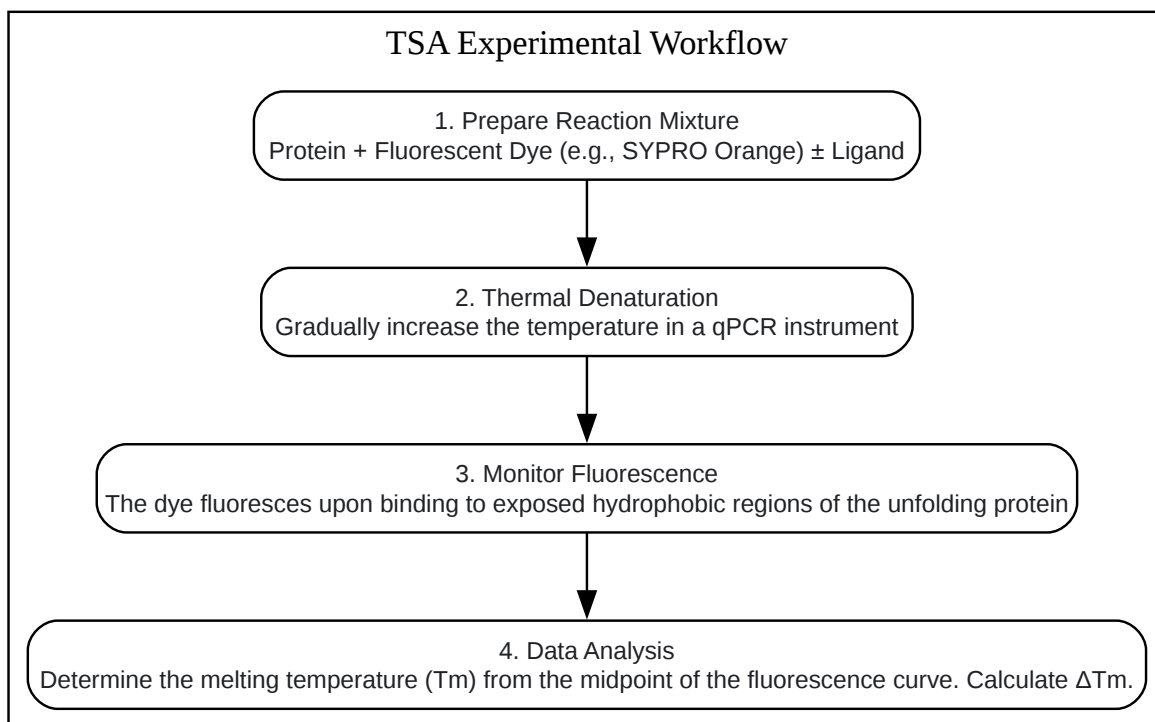 TSA Experimental Workflow
1. Prepare Reaction Mixture
Protein + Fluorescent Dye (e.g., SYPRO Orange) ± Ligand
2. Thermal Denaturation
Gradually increase the temperature in a qPCR instrument
3. Monitor Fluorescence
The dye fluoresces upon binding to exposed hydrophobic regions of the unfolding protein
4. Data Analysis
Determine the melting temperature (Tm) from the midpoint of the fluorescence curve. Calculate ΔTm.